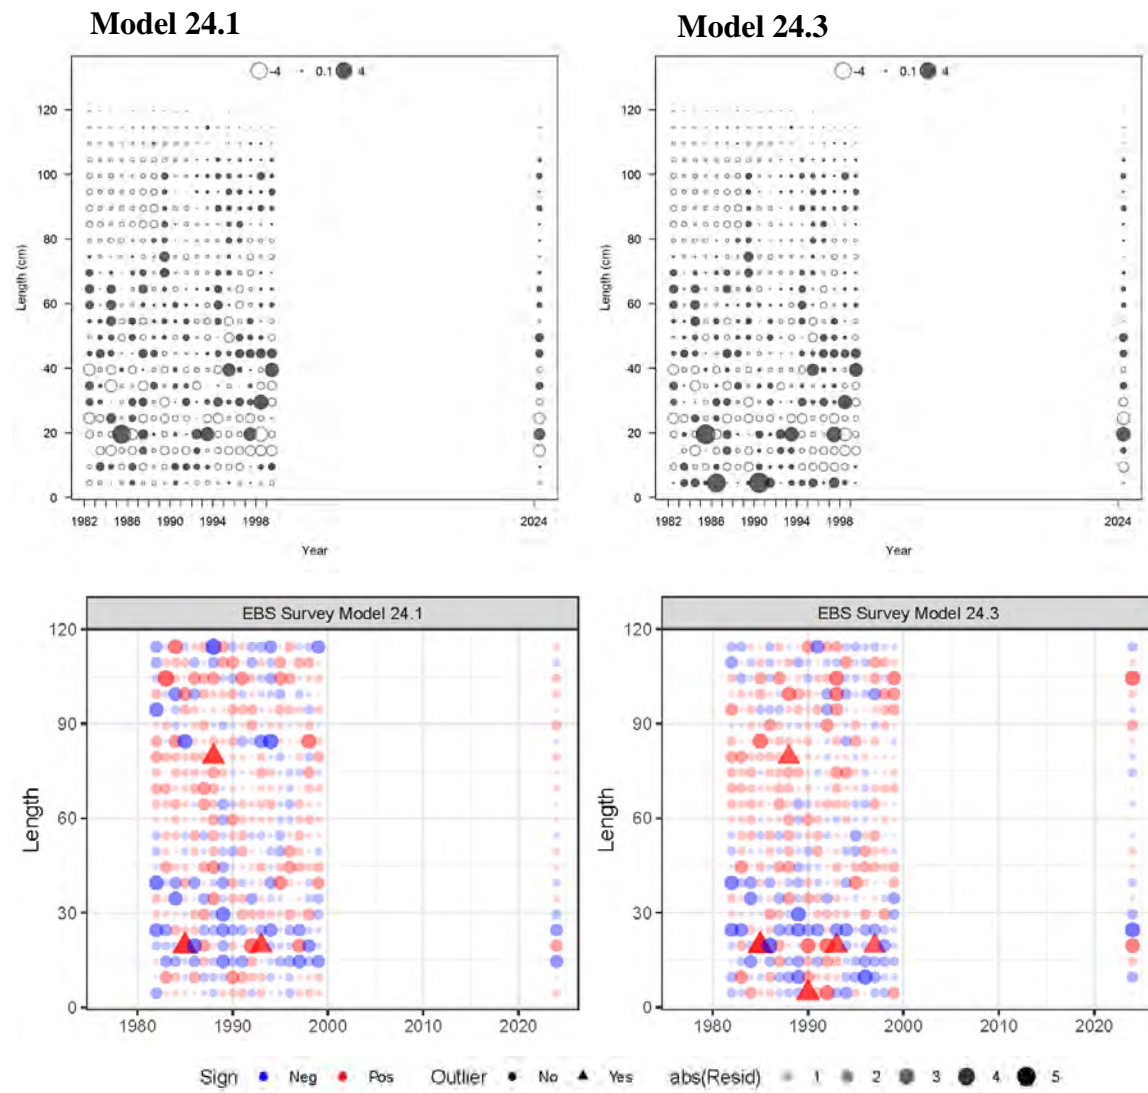 Model 24.1 Model 24.3
-4 0.1 4 -4 0.1 4
120 120
100 100
80 80
Length (cm) Length (cm)
60 60
40 40
20 20
0 0
1982 1986 1990 1994 1998 2024 1982 1986 1990 1994 1998 2024
Year Year
EBS Survey Model 24.1 EBS Survey Model 24.3
120 120
90 90
Length Length
60 60
30 30
0 0
1980 1990 2000 2010 2020 1980 1990 2000 2010 2020
Sign Neg Pos Outlier No Yes abs(Resid) 1 2 3 4 5